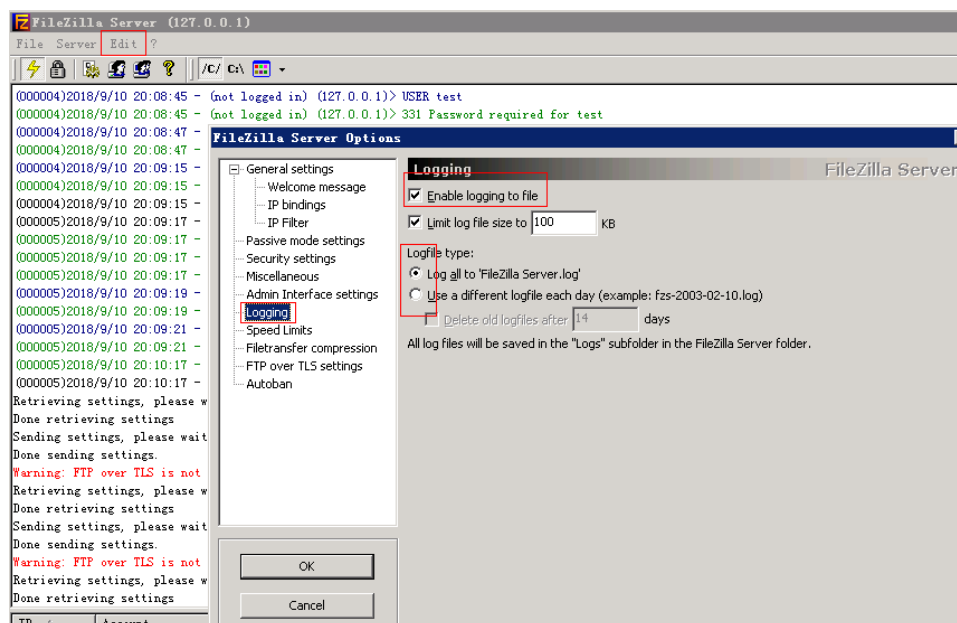 FileZilla Server (127.0.0.1)
File Server Edit ?
/C/ C:\
(000004)2018/9/10 20:08:45 - (not logged in) (127.0.0.1)> USER test
(000004)2018/9/10 20:08:45 - (not logged in) (127.0.0.1)> 331 Password required for test
(000004)2018/9/10 20:08:47 -
(000004)2018/9/10 20:08:47 -
(000004)2018/9/10 20:09:15 -
(000004)2018/9/10 20:09:15 -
(000004)2018/9/10 20:09:15 -
(000005)2018/9/10 20:09:17 -
(000005)2018/9/10 20:09:17 -
(000005)2018/9/10 20:09:17 -
(000005)2018/9/10 20:09:17 -
(000005)2018/9/10 20:09:19 -
(000005)2018/9/10 20:09:19 -
(000005)2018/9/10 20:09:21 -
(000005)2018/9/10 20:09:21 -
(000005)2018/9/10 20:10:17 -
(000005)2018/9/10 20:10:17 -
Retrieving settings, please w
Done retrieving settings
Sending settings, please wait
Done sending settings.
Warning: FTP over TLS is not
Retrieving settings, please w
Done retrieving settings
Sending settings, please wait
Done sending settings.
Warning: FTP over TLS is not
Retrieving settings, please w
Done retrieving settings
FileZilla Server Options
General settings
Welcome message
IP bindings
IP Filter
Passive mode settings
Security settings
Miscellaneous
Admin Interface settings
Logging
Speed Limits
Filetransfer compression
FTP over TLS settings
Autoban
OK
Cancel
Logging
FileZilla Server
Enable logging to file
Limit log file size to 100 KB
Logfile type:
Log all to 'FileZilla Server.log'
Use a different logfile each day (example: fzs-2003-02-10.log)
Delete old logfiles after 14 days
All log files will be saved in the "Logs" subfolder in the FileZilla Server folder.